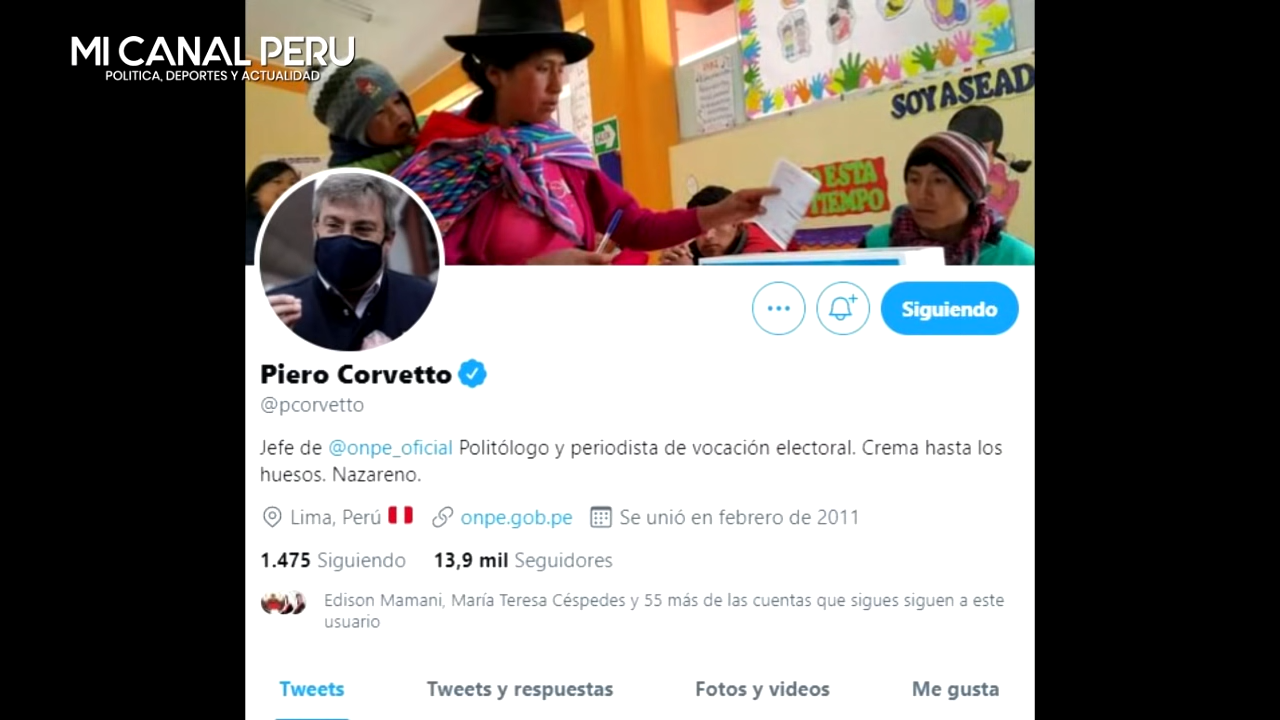 MI CANAL PERU
POLITICA, DEPORTES Y ACTUALIDAD
SOY ASEAD
ESTA
TIEMPO
Siguiendo
Piero Corvetto
@pcorvetto
Jefe de @onpe_oficial Politólogo y periodista de vocación electoral. Crema hasta los
huesos. Nazareno.
Lima, Perú onpe.gob.pe Se unió en febrero de 2011
1.475 Siguiendo 13,9 mil Seguidores
Edison Mamani, María Teresa Céspedes y 55 más de las cuentas que sigues siguen a este
usuario
Tweets Tweets y respuestas Fotos y videos Me gusta